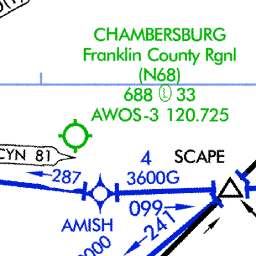 CHAMBERSBURG
Franklin County Rgnl
(N68)
688 Ⓛ 33
AWOS-3 120.725
CYN 81
4
SCAPE
287
3600G
099
AMISH
241